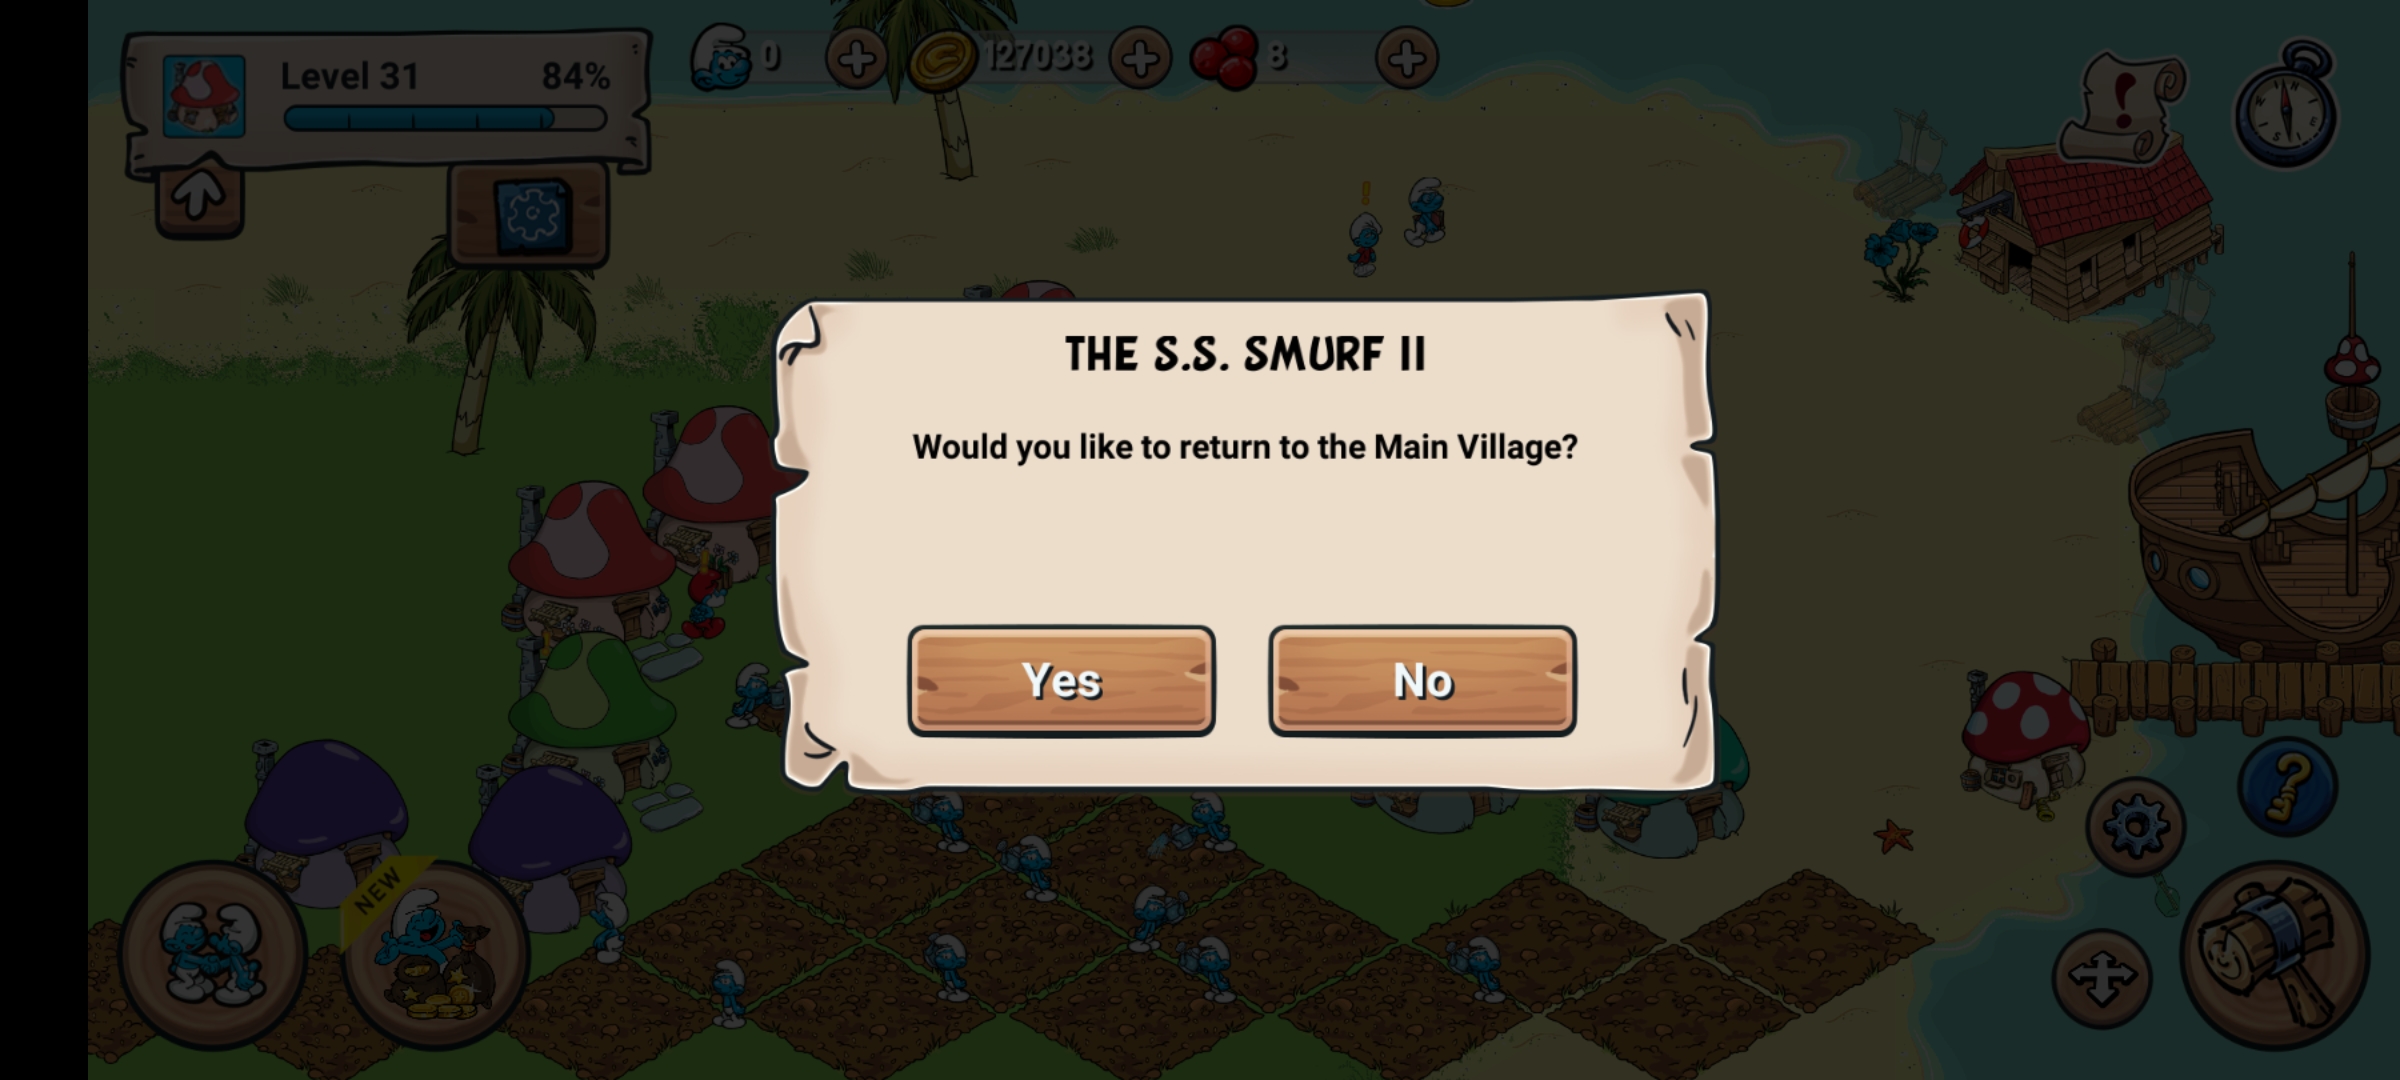 Level 31 84%
0
127038
8
THE S.S. SMURF II
Would you like to return to the Main Village?
Yes
No
NEW